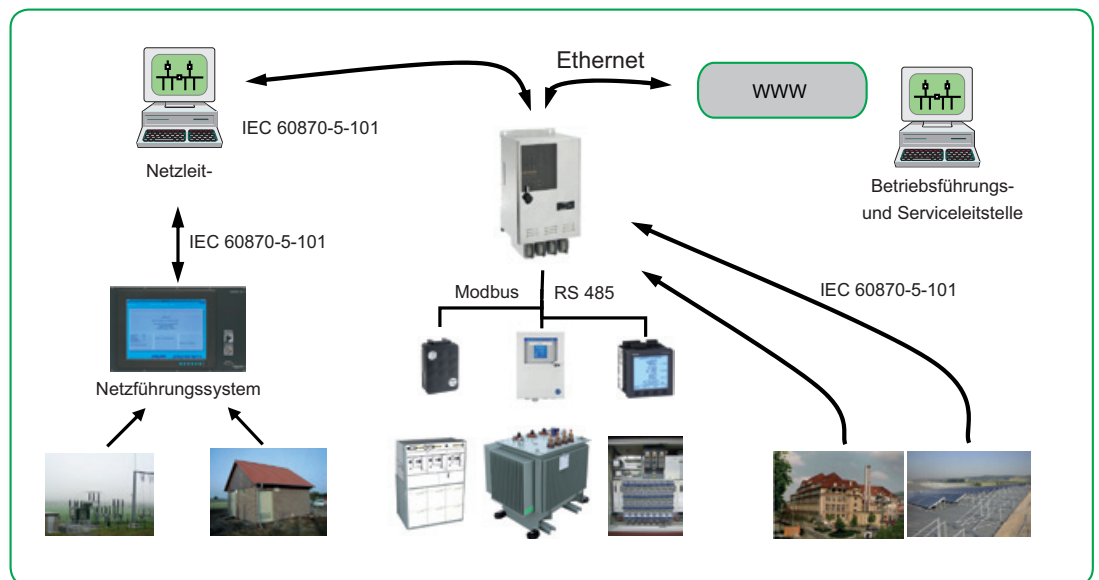 Ethernet
WWW
IEC 60870-5-101
Netzleit-
Betriebsführungs-
und Serviceleitstelle
IEC 60870-5-101
Modbus
RS 485
IEC 60870-5-101
Netzführungssystem